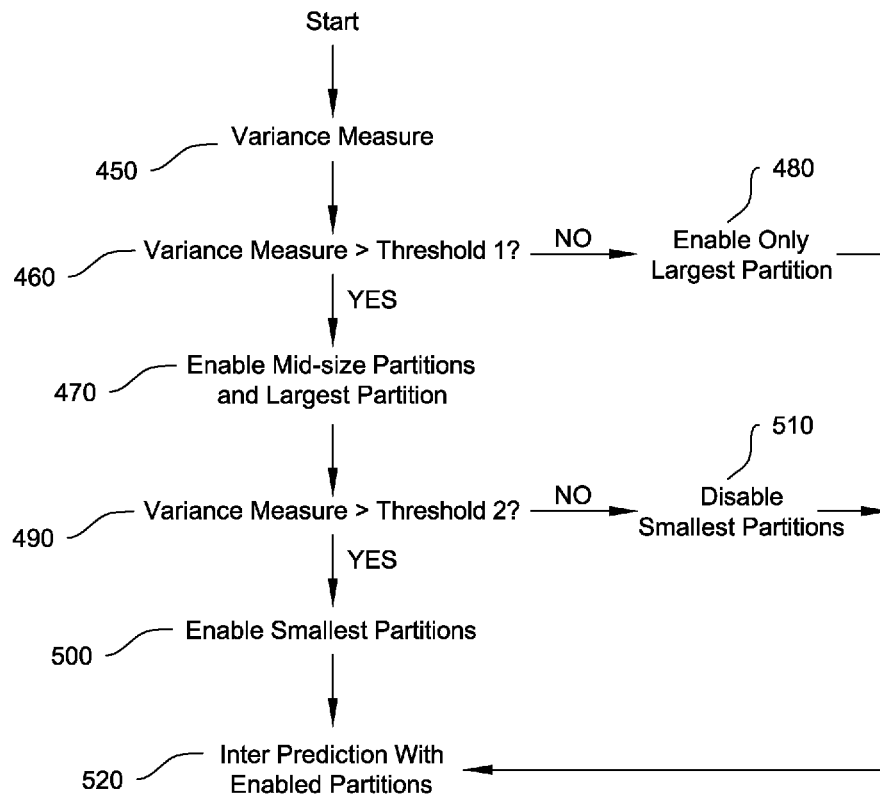 Start
Variance Measure
450
480
Variance Measure > Threshold 1?
NO
Enable Only
Largest Partition
460
YES
Enable Mid-size Partitions
and Largest Partition
470
510
Variance Measure > Threshold 2?
NO
Disable
Smallest Partitions
490
YES
Enable Smallest Partitions
500
Inter Prediction With
Enabled Partitions
520